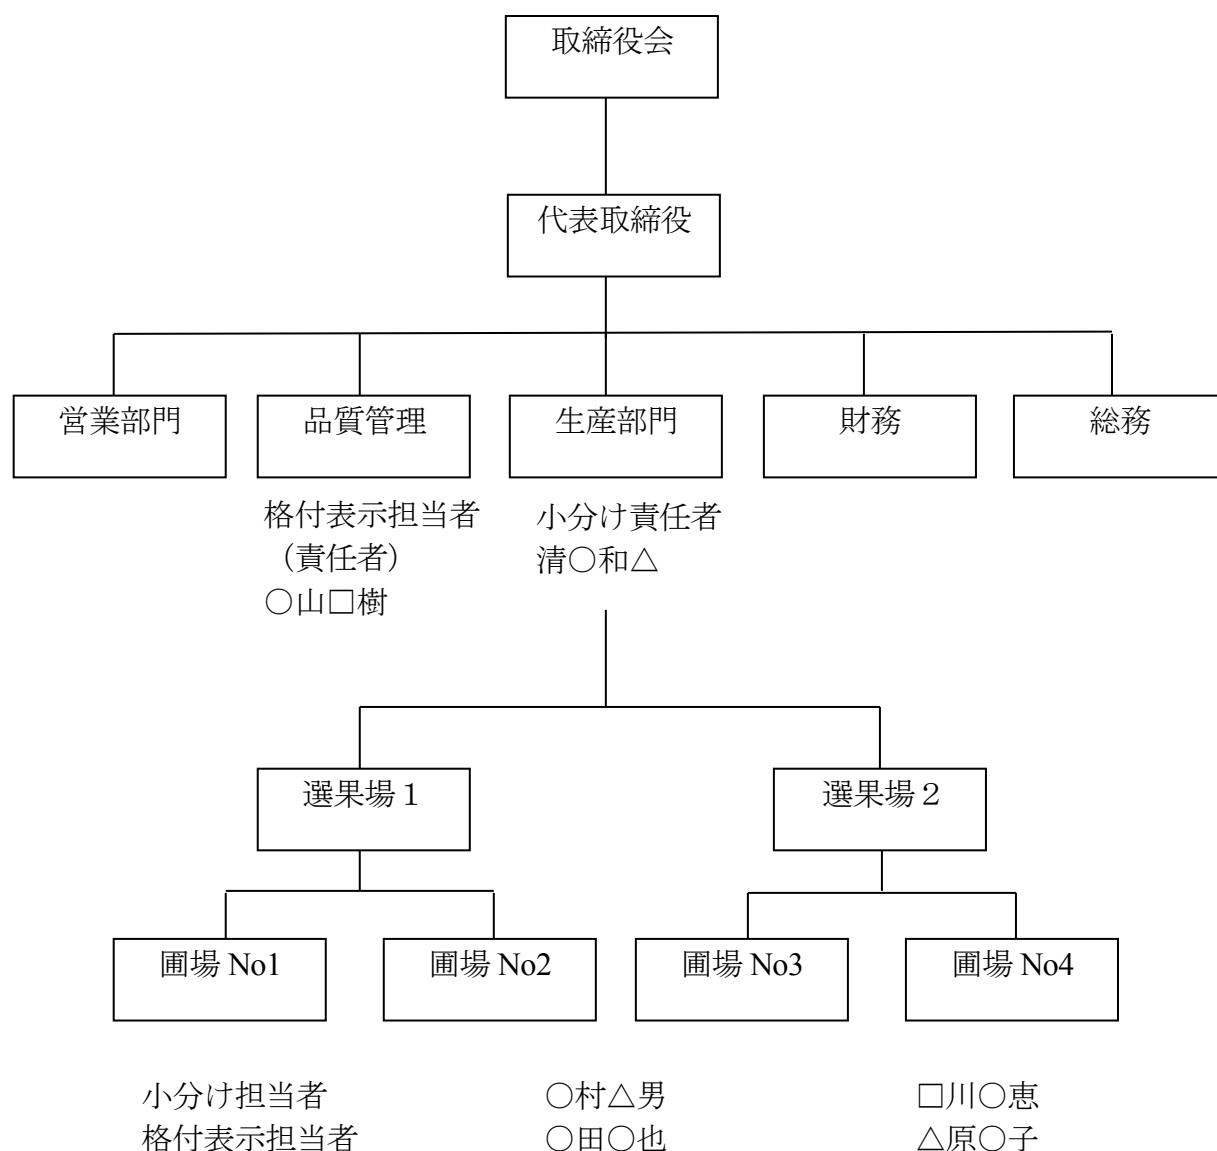 取締役会
代表取締役
営業部門
品質管理
生産部門
財務
総務
格付表示担当者
（責任者）
○山□樹
小分け責任者
清○和△
選果場１
選果場２
圃場 No1
圃場 No2
圃場 No3
圃場 No4
小分け担当者 ○村△男 □川○恵
格付表示担当者 ○田○也 △原○子